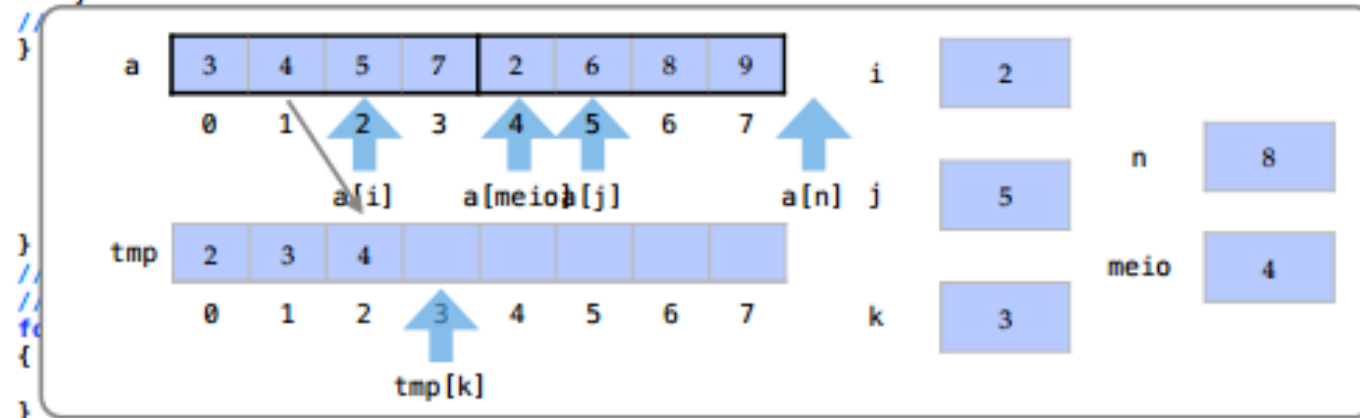 //
}
a 3 4 5 7 2 6 8 9 i 2
0 1 2 3 4 5 6 7
n 8
a[i] a[meio] a[j] a[n] j 5
}
tmp 2 3 4
meio 4
//
//
0 1 2 3 4 5 6 7 k 3
fo
{
tmp[k]
}